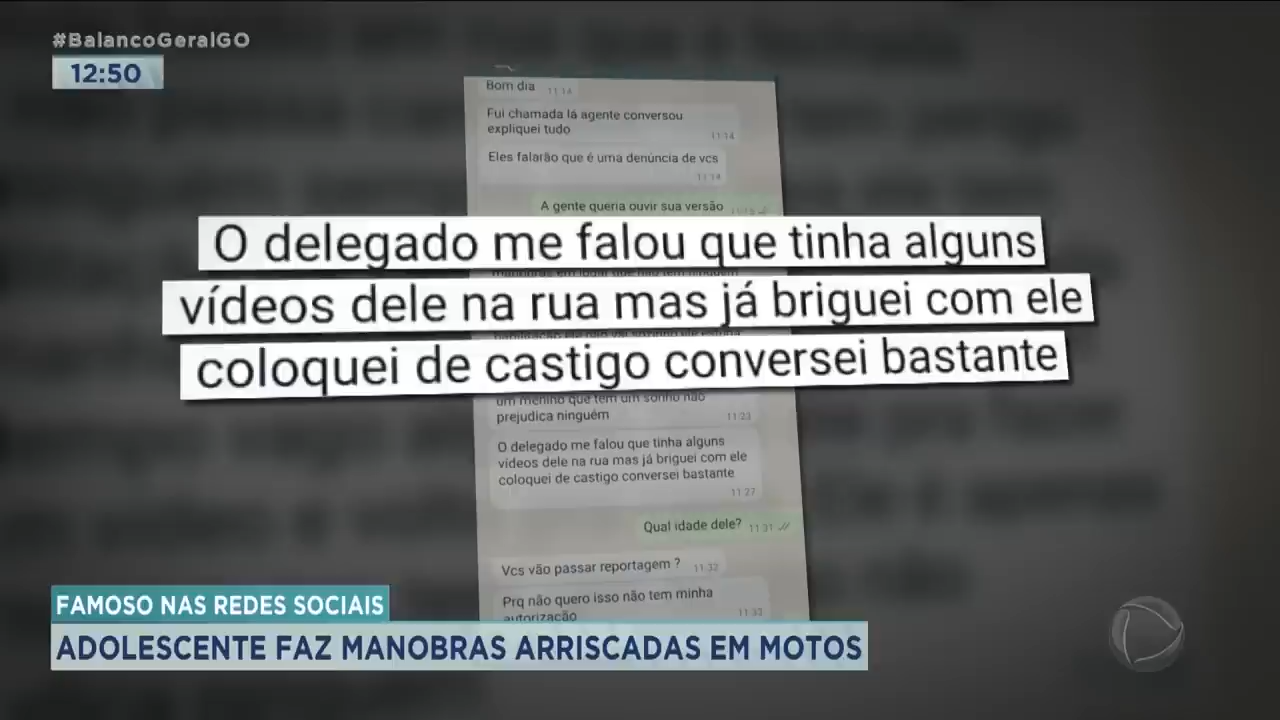 #BalancoGeralGO
12:50
Bom dia 11:14
Fui chamada lá agente conversou
expliquei tudo 11:14
Eles falarão que é uma denúncia de vcs
11:14
A gente queria ouvir sua versão
O delegado me falou que tinha alguns
vídeos dele na rua mas já briguei com ele
coloquei de castigo conversei bastante
um menino que tem um sonho não
prejudica ninguém 11:23
O delegado me falou que tinha alguns
vídeos dele na rua mas já briguei com ele
coloquei de castigo conversei bastante
11:27
Qual idade dele? 11:31
Vcs vão passar reportagem ? 11:32
Prq não quero isso não tem minha
autorização 11:33
FAMOSO NAS REDES SOCIAIS
ADOLESCENTE FAZ MANOBRAS ARRISCADAS EM MOTOS